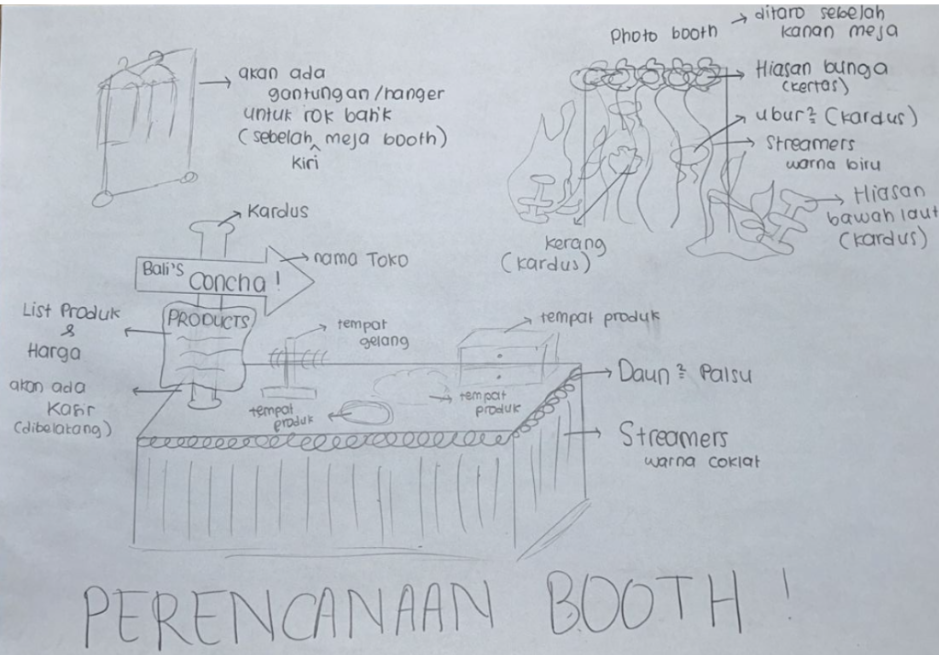 akan ada
gantungan/hanger
untuk rok batik
(sebelah meja booth)
kiri
photo booth
ditaro sebelah
kanan meja
Hiasan bunga
(kertas)
ubur² (kardus)
Streamers
warna biru
Hiasan
bawah laut
(kardus)
kerang
(kardus)
Kardus
nama Toko
Bali's Concha !
List Produk
&
Harga
PRODUCTS
akan ada
Kasir
(dibelakang)
tempat
gelang
tempat produk
tempat
produk
tempat
produk
Daun² Palsu
Streamers
warna coklat
PERENCANAAN BOOTH !